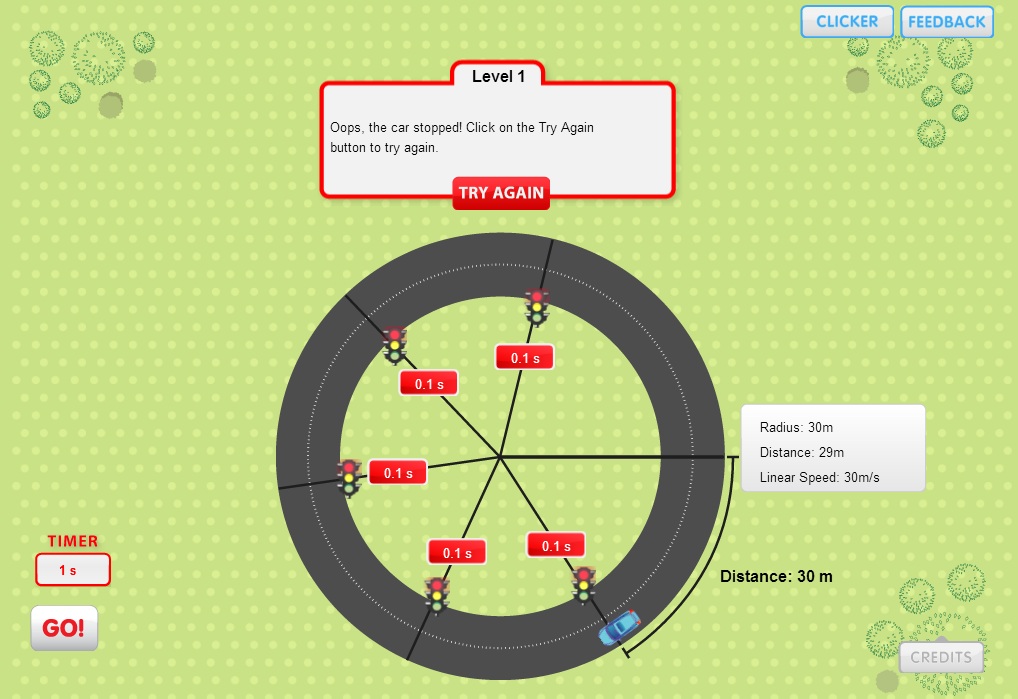 CLICKER
FEEDBACK
Level 1
Oops, the car stopped! Click on the Try Again
button to try again.
TRY AGAIN
0.1 s
0.1 s
0.1 s
0.1 s
0.1 s
Radius: 30m
Distance: 29m
Linear Speed: 30m/s
Distance: 30 m
TIMER
1 s
GO!
CREDITS